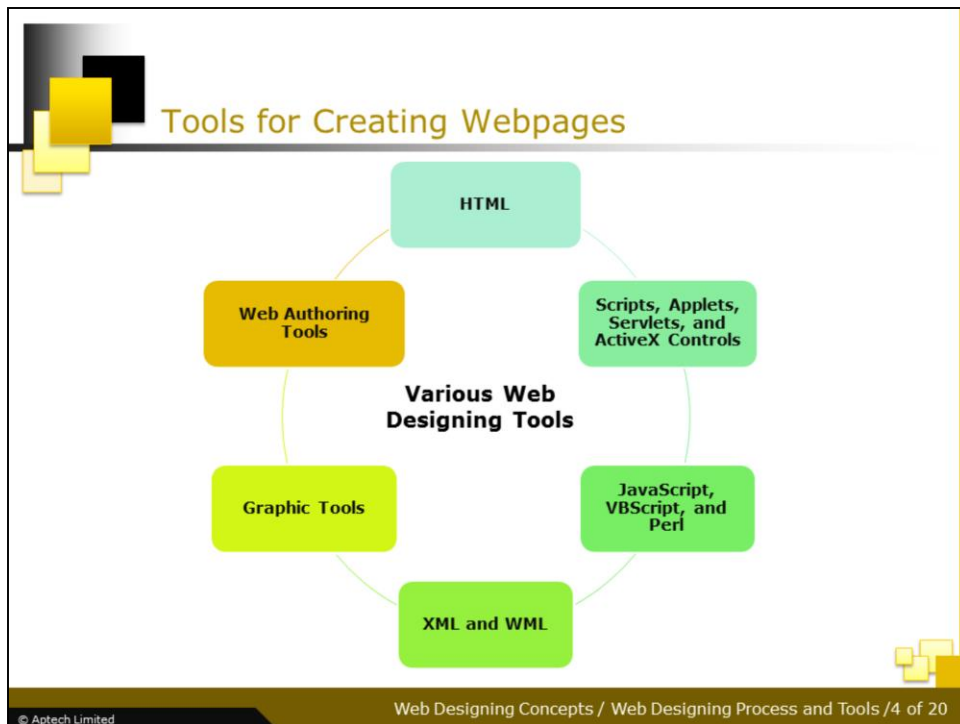 Tools for Creating Webpages
HTML
Scripts, Applets,
Servlets, and
ActiveX Controls
JavaScript,
VBScript, and
Perl
XML and WML
Graphic Tools
Web Authoring
Tools
Various Web
Designing Tools
Web Designing Concepts / Web Designing Process and Tools /4 of 20
© Aptech Limited